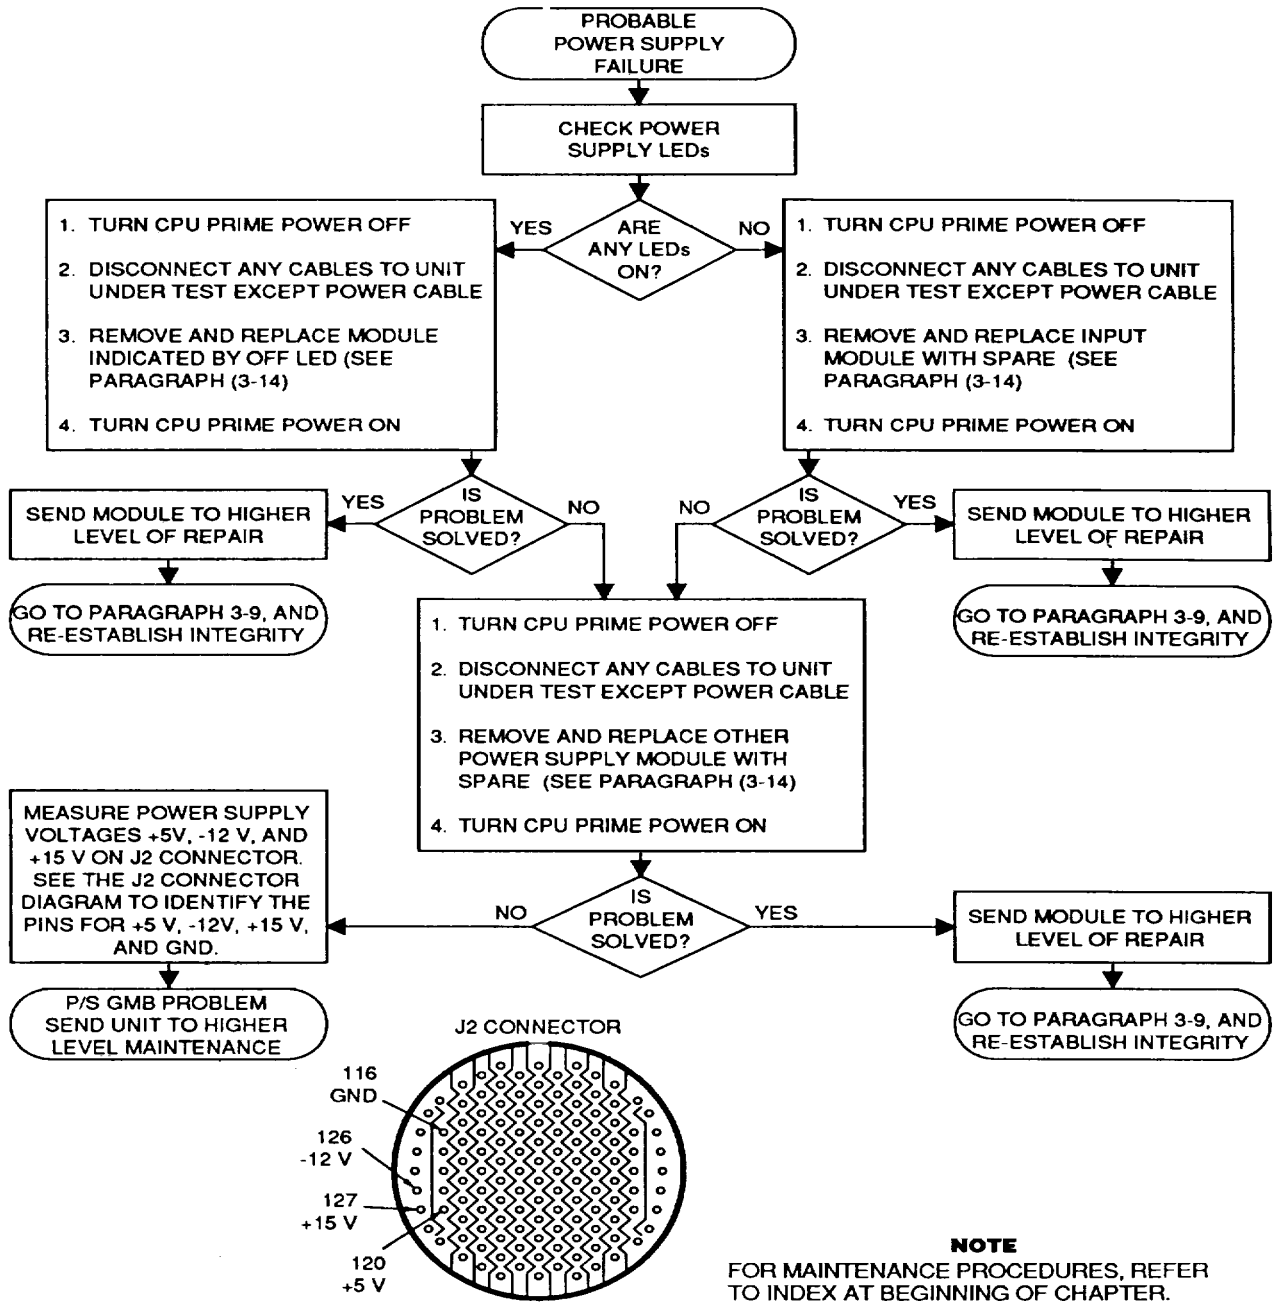 PROBABLE
POWER SUPPLY
FAILURE
CHECK POWER
SUPPLY LEDs
ARE
ANY LEDs
ON?
YES
NO
1. TURN CPU PRIME POWER OFF
2. DISCONNECT ANY CABLES TO UNIT
UNDER TEST EXCEPT POWER CABLE
3. REMOVE AND REPLACE MODULE
INDICATED BY OFF LED (SEE
PARAGRAPH (3-14)
4. TURN CPU PRIME POWER ON
1. TURN CPU PRIME POWER OFF
2. DISCONNECT ANY CABLES TO UNIT
UNDER TEST EXCEPT POWER CABLE
3. REMOVE AND REPLACE INPUT
MODULE WITH SPARE (SEE
PARAGRAPH (3-14)
4. TURN CPU PRIME POWER ON
IS
PROBLEM
SOLVED?
YES
NO
SEND MODULE TO HIGHER
LEVEL OF REPAIR
GO TO PARAGRAPH 3-9, AND
RE-ESTABLISH INTEGRITY
IS
PROBLEM
SOLVED?
NO
YES
SEND MODULE TO HIGHER
LEVEL OF REPAIR
GO TO PARAGRAPH 3-9, AND
RE-ESTABLISH INTEGRITY
1. TURN CPU PRIME POWER OFF
2. DISCONNECT ANY CABLES TO UNIT
UNDER TEST EXCEPT POWER CABLE
3. REMOVE AND REPLACE OTHER
POWER SUPPLY MODULE WITH
SPARE (SEE PARAGRAPH (3-14)
4. TURN CPU PRIME POWER ON
IS
PROBLEM
SOLVED?
NO
YES
MEASURE POWER SUPPLY
VOLTAGES +5V, -12 V, AND
+15 V ON J2 CONNECTOR.
SEE THE J2 CONNECTOR
DIAGRAM TO IDENTIFY THE
PINS FOR +5 V, -12V, +15 V,
AND GND.
P/S GMB PROBLEM
SEND UNIT TO HIGHER
LEVEL MAINTENANCE
SEND MODULE TO HIGHER
LEVEL OF REPAIR
GO TO PARAGRAPH 3-9, AND
RE-ESTABLISH INTEGRITY
J2 CONNECTOR
116
GND
126
-12 V
127
+15 V
120
+5 V
NOTE
FOR MAINTENANCE PROCEDURES, REFER
TO INDEX AT BEGINNING OF CHAPTER.